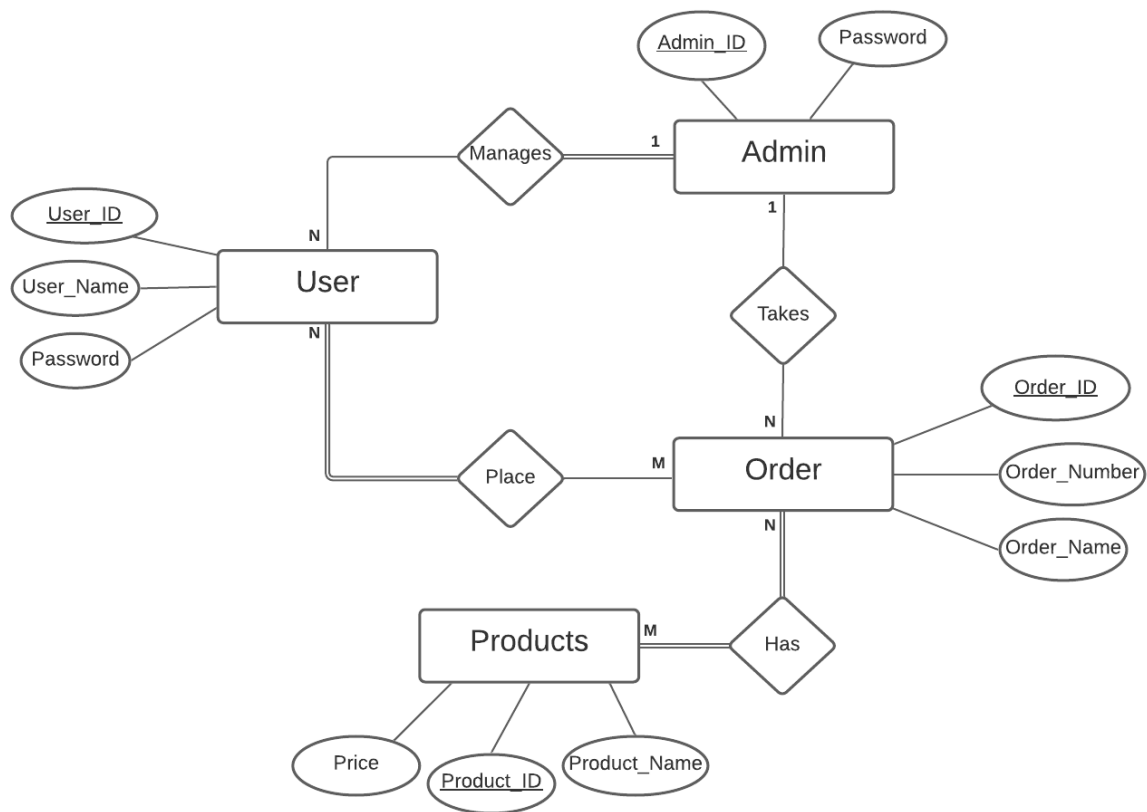 Admin_ID
Password
Manages
1
Admin
User_ID
N
1
User_Name
User
Password
N
Takes
Order_ID
N
M
Order
Place
Order_Number
N
Order_Name
Products
M
Has
Price
Product_ID
Product_Name